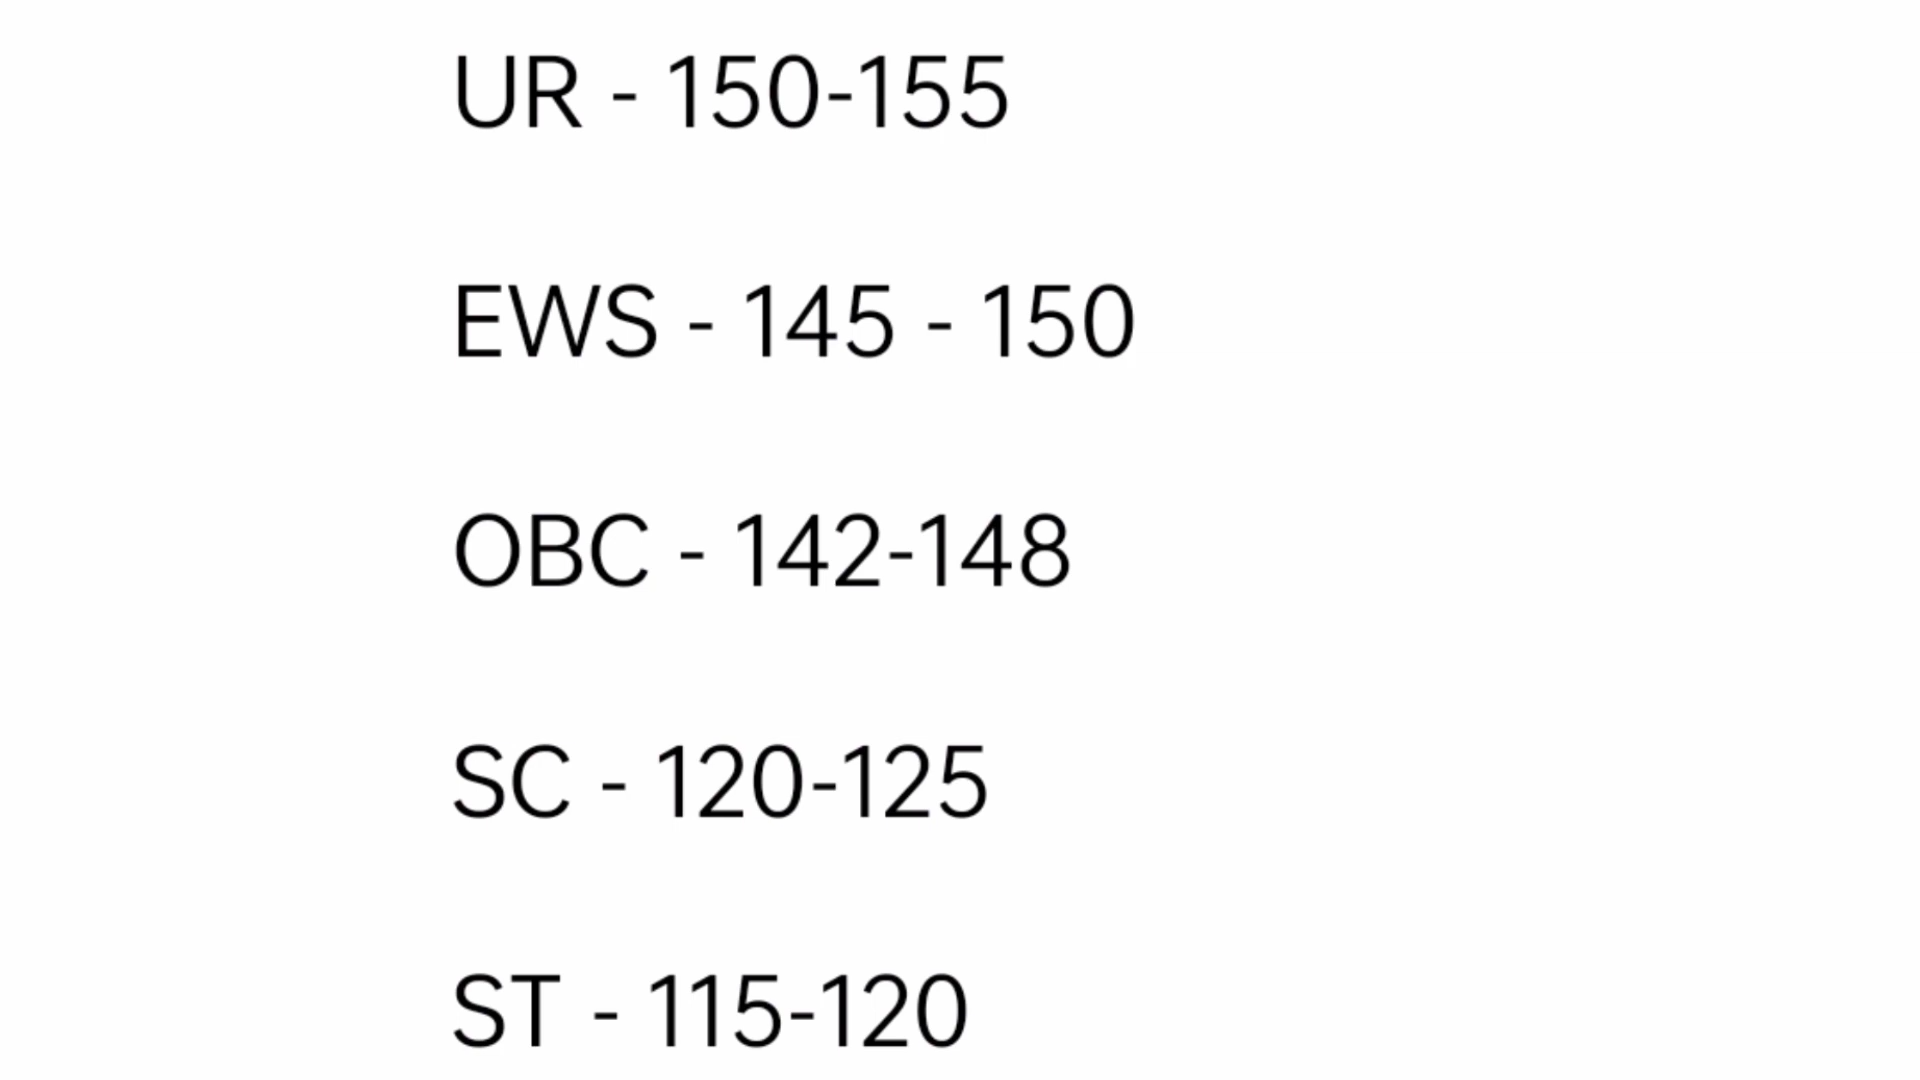 UR - 150-155
EWS - 145 - 150
OBC - 142-148
SC - 120-125
ST - 115-120